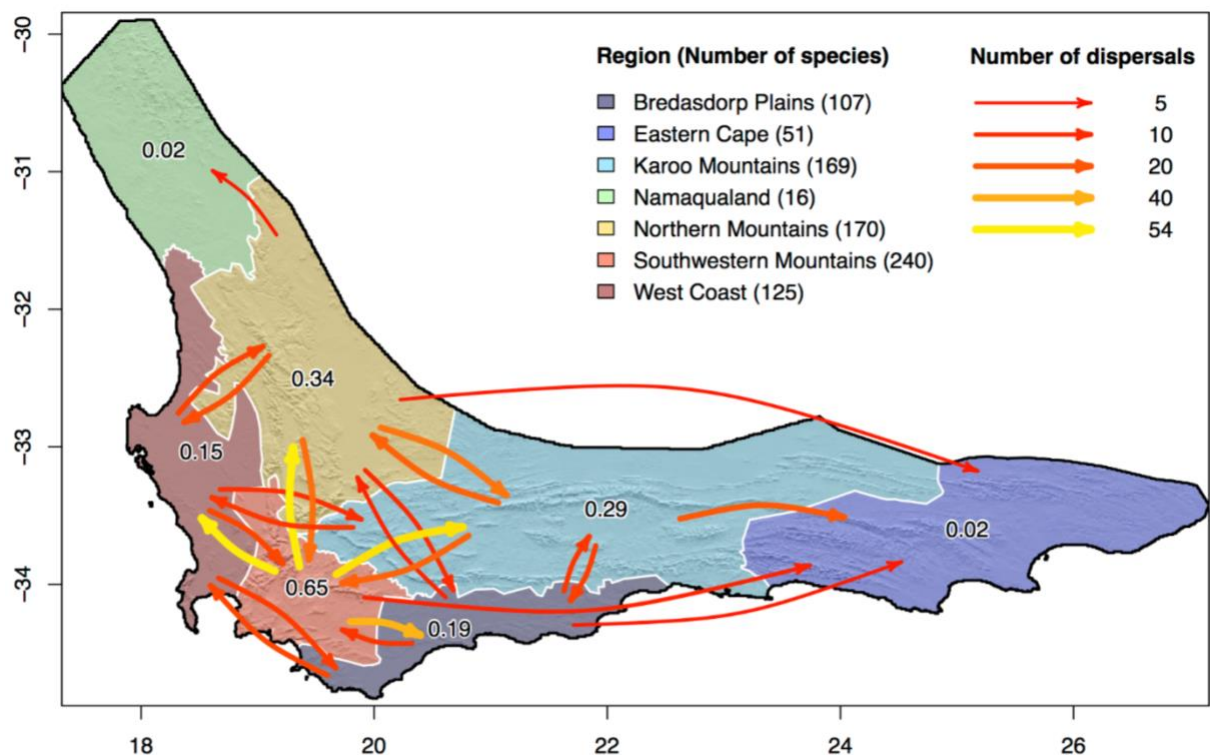 Region (Number of species) Number of dispersals
Bredasdorp Plains (107) 5
Eastern Cape (51) 10
Karoo Mountains (169) 20
Namaqualand (16) 40
Northern Mountains (170) 54
Southwestern Mountains (240)
West Coast (125)
−30
−31
−32
−33
−34
0.02
0.34
0.15
0.29
0.02
0.65
0.19
18 20 22 24 26